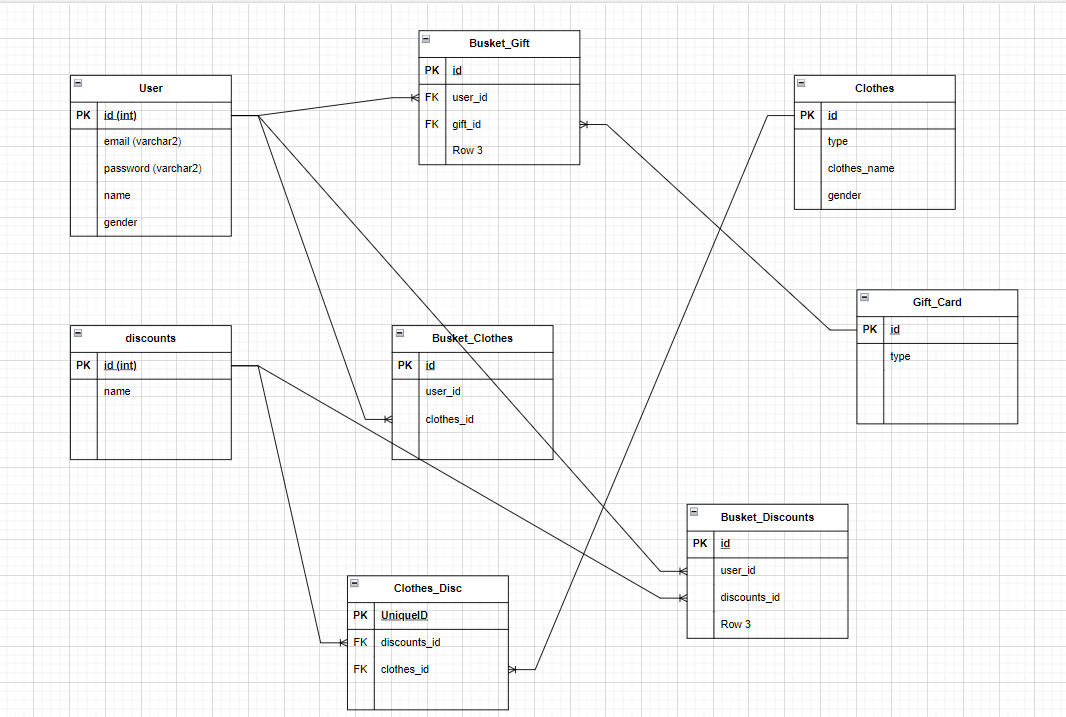 Busket_Gift
PK id
FK user_id
FK gift_id
Row 3
User
PK id (int)
email (varchar2)
password (varchar2)
name
gender
Clothes
PK id
type
clothes_name
gender
Gift_Card
PK id
type
discounts
PK id (int)
name
Busket_Clothes
PK id
user_id
clothes_id
Busket_Discounts
PK id
user_id
discounts_id
Row 3
Clothes_Disc
PK UniqueID
FK discounts_id
FK clothes_id